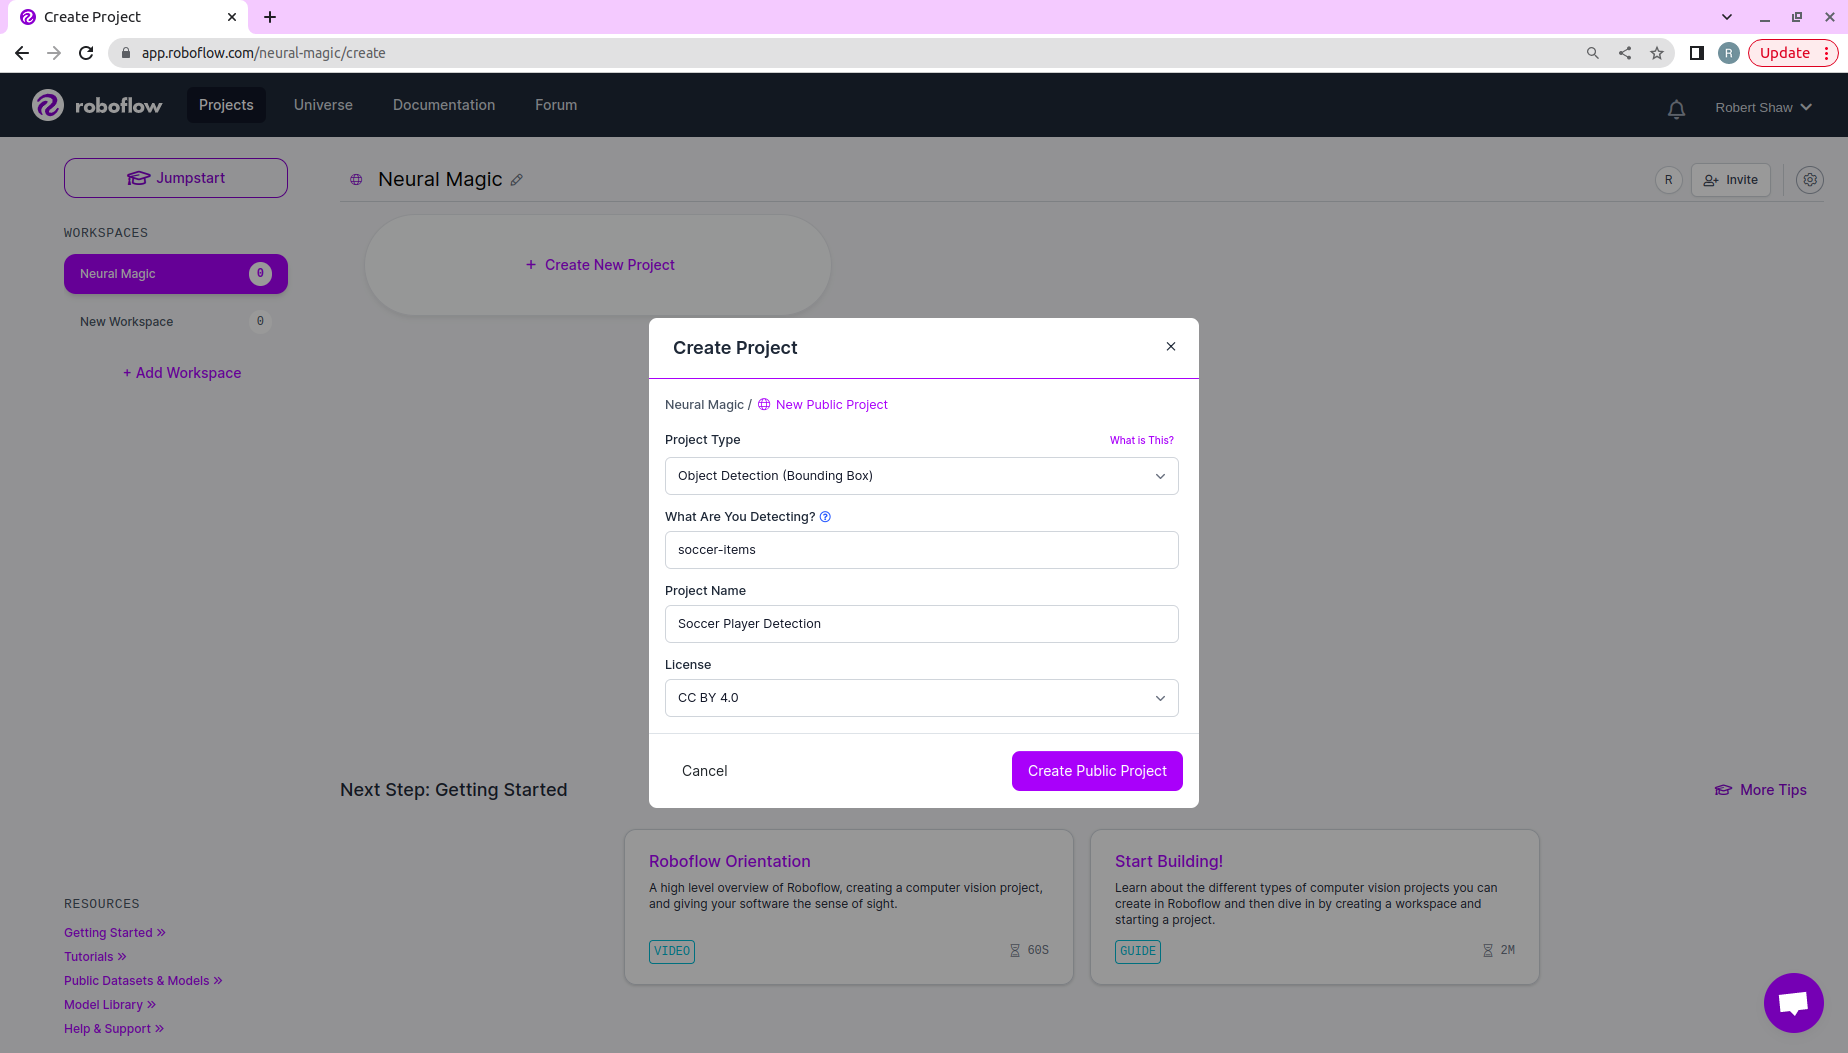 Create Project
app.roboflow.com/neural-magic/create
R
Update
roboflow
Projects
Universe
Documentation
Forum
Robert Shaw
Jumpstart
Neural Magic
R
Invite
WORKSPACES
Neural Magic
0
New Workspace
0
+ Add Workspace
+ Create New Project
Create Project
Neural Magic / New Public Project
Project Type
What is This?
Object Detection (Bounding Box)
What Are You Detecting?
soccer-items
Project Name
Soccer Player Detection
License
CC BY 4.0
Cancel
Create Public Project
Next Step: Getting Started
More Tips
Roboflow Orientation
A high level overview of Roboflow, creating a computer vision project,
and giving your software the sense of sight.
VIDEO
60S
Start Building!
Learn about the different types of computer vision projects you can
create in Roboflow and then dive in by creating a workspace and
starting a project.
GUIDE
2M
RESOURCES
Getting Started »
Tutorials »
Public Datasets & Models »
Model Library »
Help & Support »